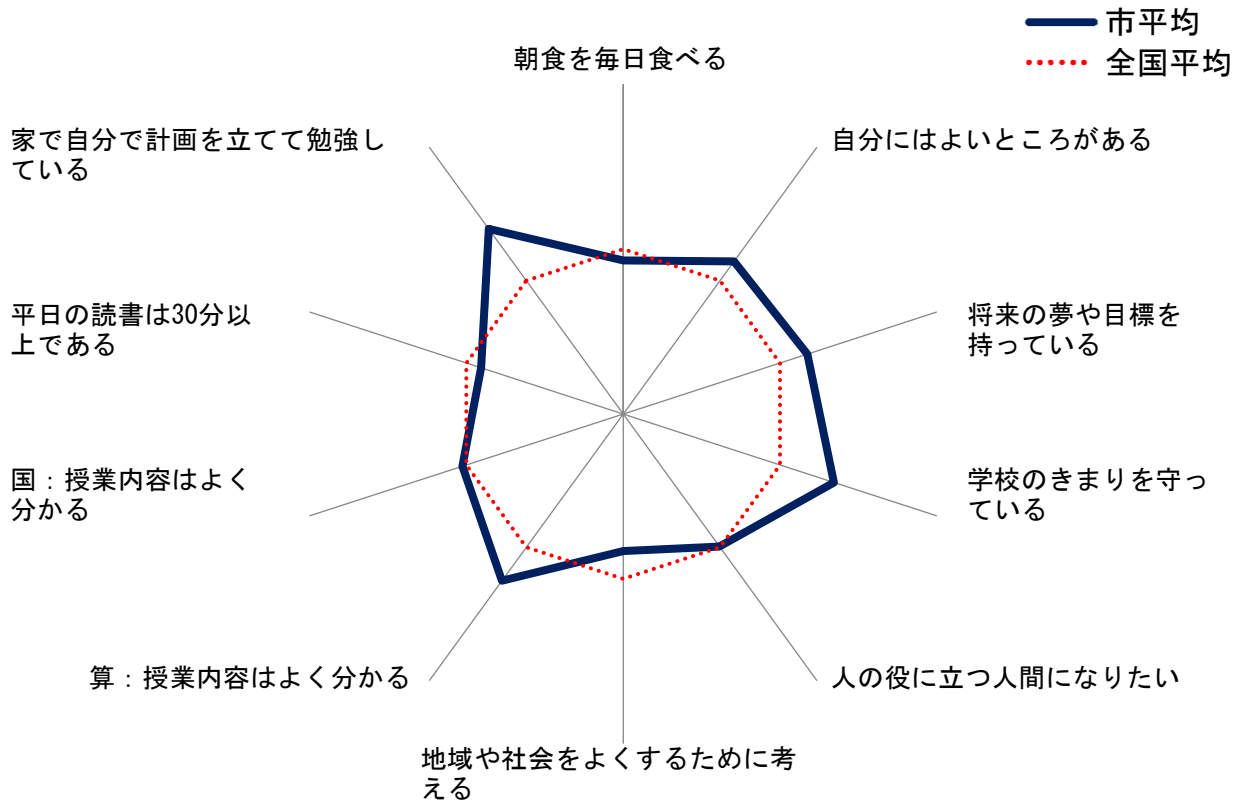 市平均
全国平均
朝食を毎日食べる
自分にはよいところがある
将来の夢や目標を
持っている
学校のきまりを守っ
ている
人の役に立つ人間になりたい
地域や社会をよくするために考
える
算：授業内容はよく分かる
国：授業内容はよく
分かる
平日の読書は30分以
上である
家で自分で計画を立てて勉強し
ている